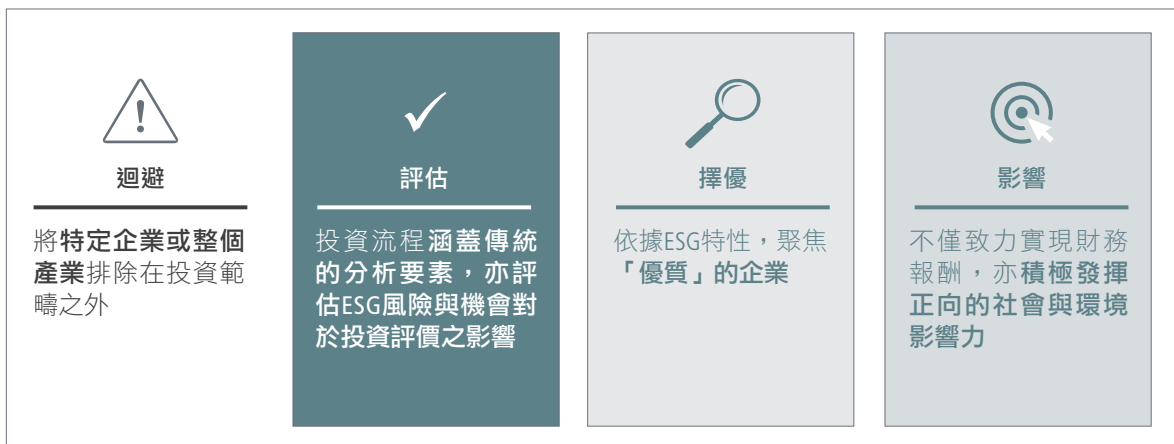 迴避
將特定企業或整個
產業排除在投資範
疇之外
評估
投資流程涵蓋傳統
的分析要素，亦評
估ESG風險與機會對
於投資評價之影響
擇優
依據ESG特性，聚焦
「優質」的企業
影響
不僅致力實現財務
報酬，亦積極發揮
正向的社會與環境
影響力